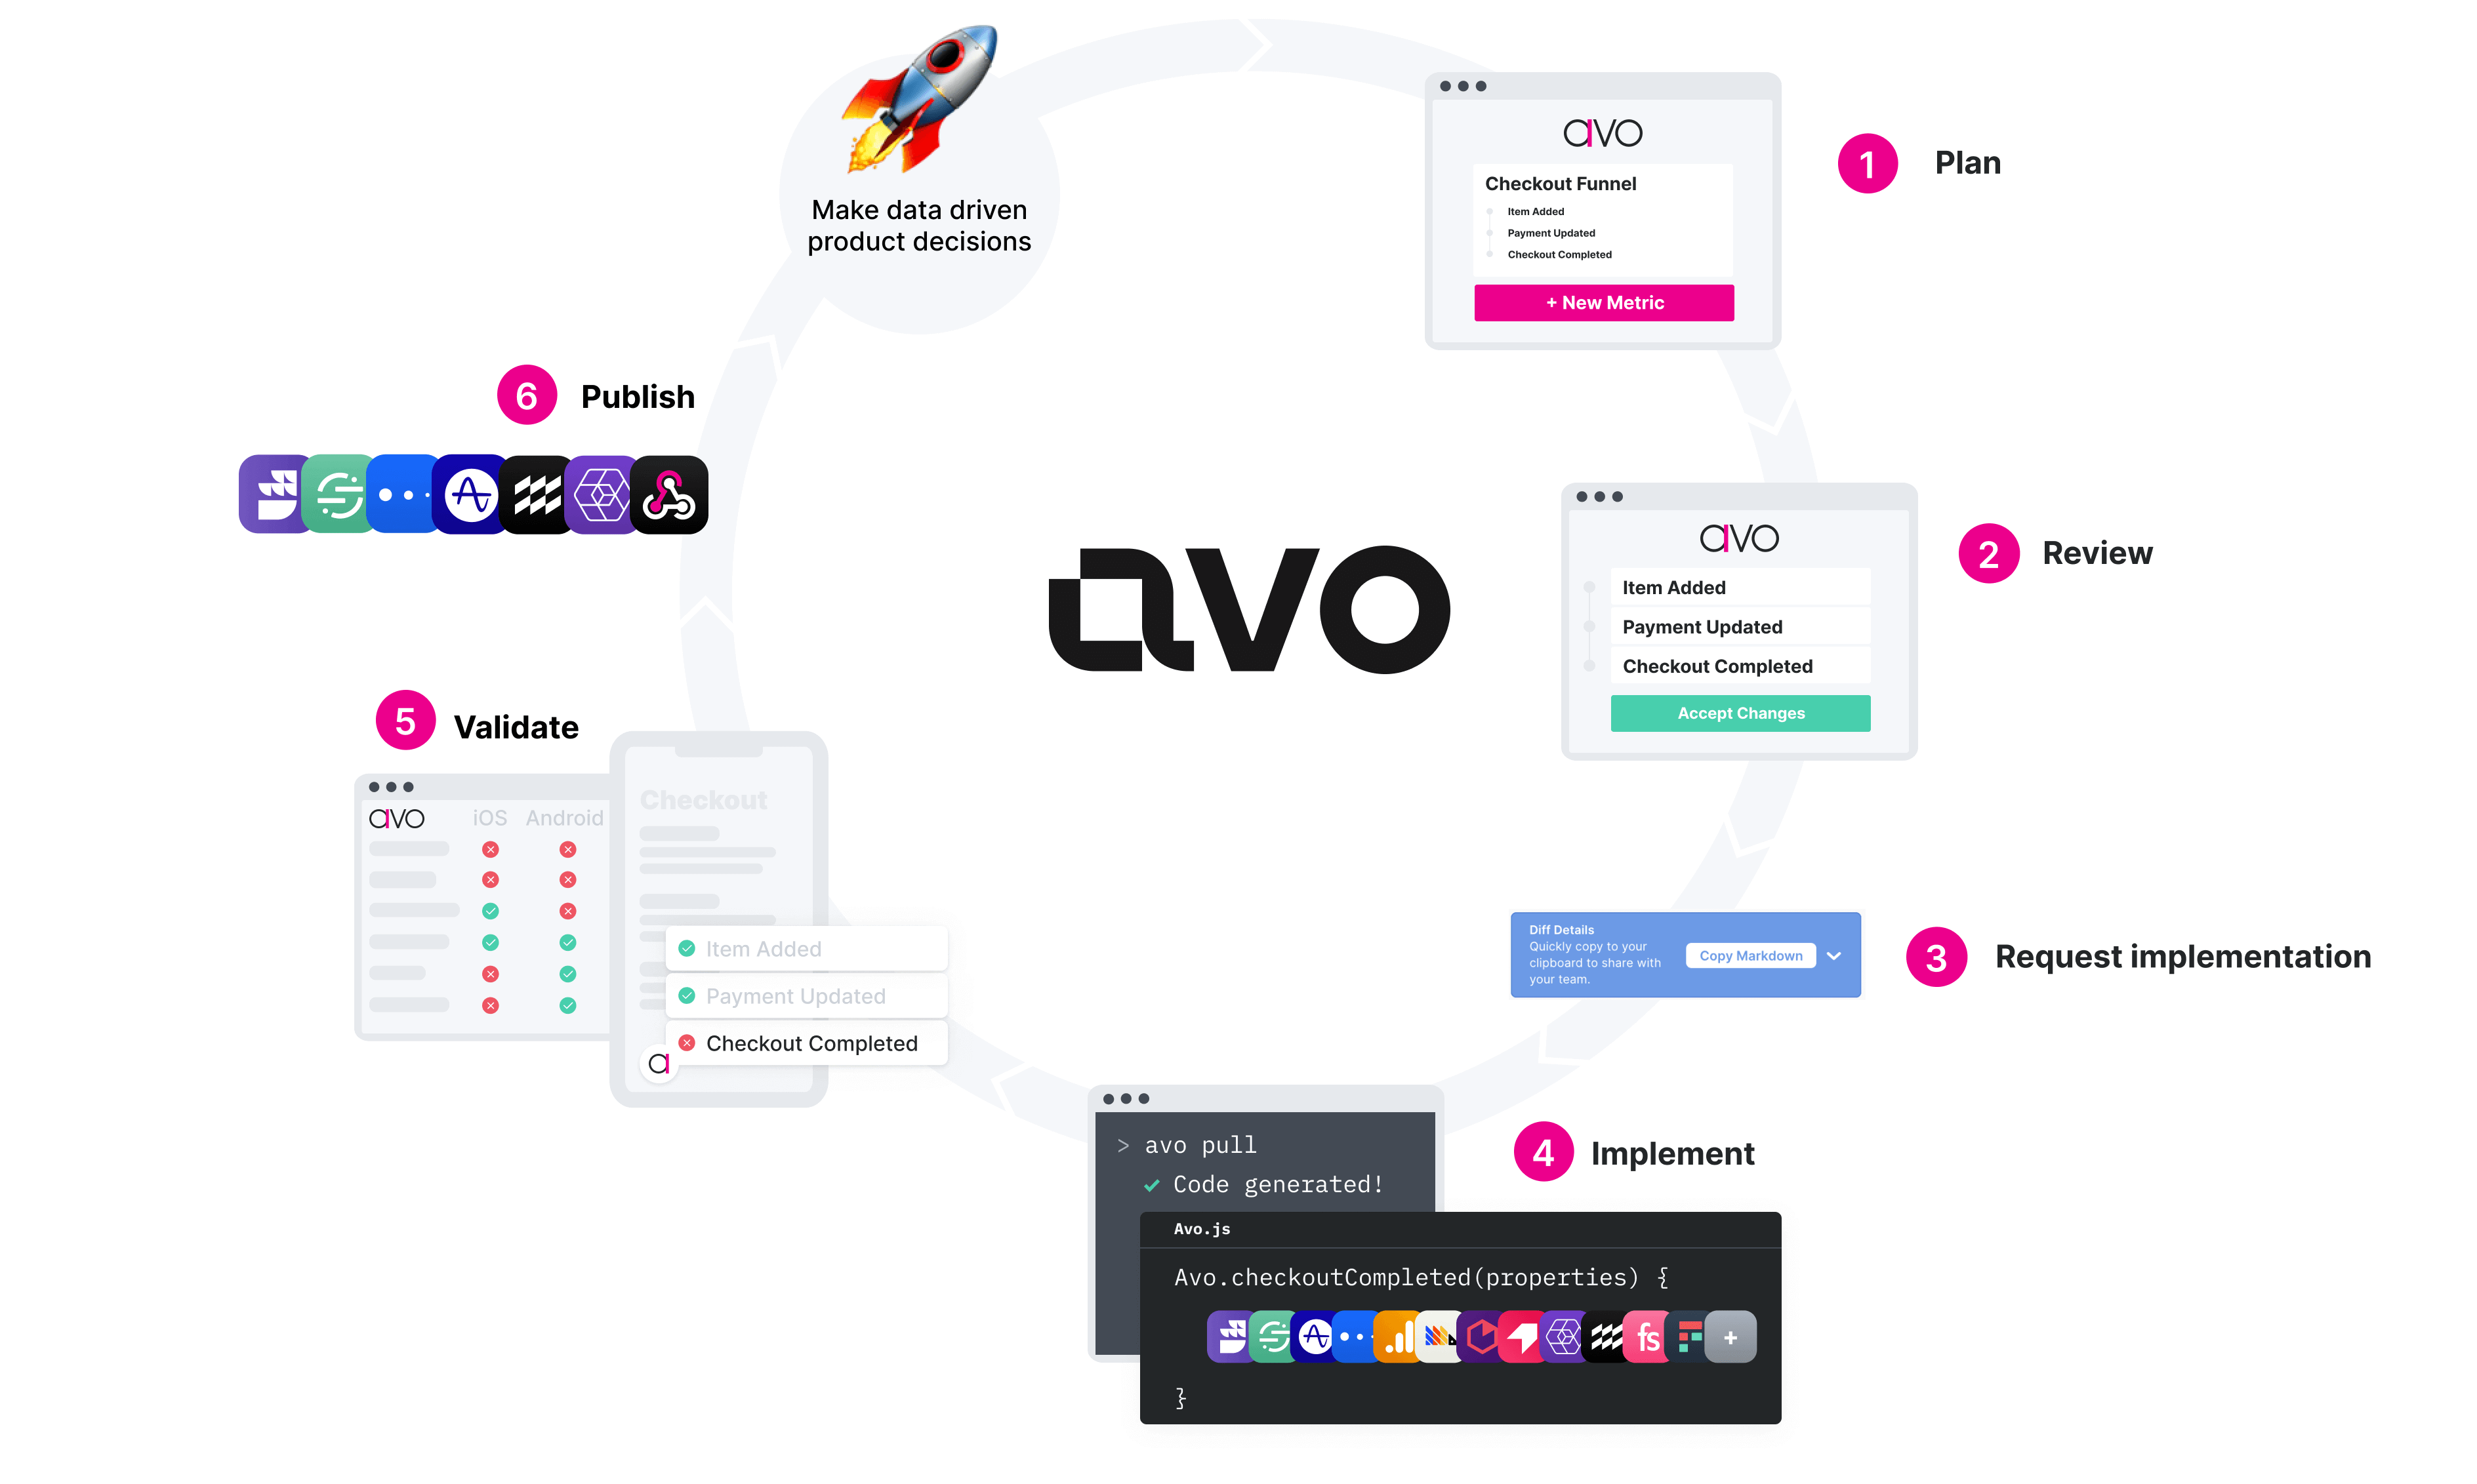 Make data driven
product decisions
avo
Checkout Funnel
Item Added
Payment Updated
Checkout Completed
+ New Metric
1
Plan
avo
Item Added
Payment Updated
Checkout Completed
Accept Changes
2
Review
avo
Diff Details
Quickly copy to your
clipboard to share with
your team.
Copy Markdown
3
Request implementation
4
Implement
> avo pull
Code generated!
Avo.js
Avo.checkoutCompleted(properties) {
fs
+
}
5
Validate
avo
iOS
Android
Checkout
Item Added
Payment Updated
Checkout Completed
a
6
Publish